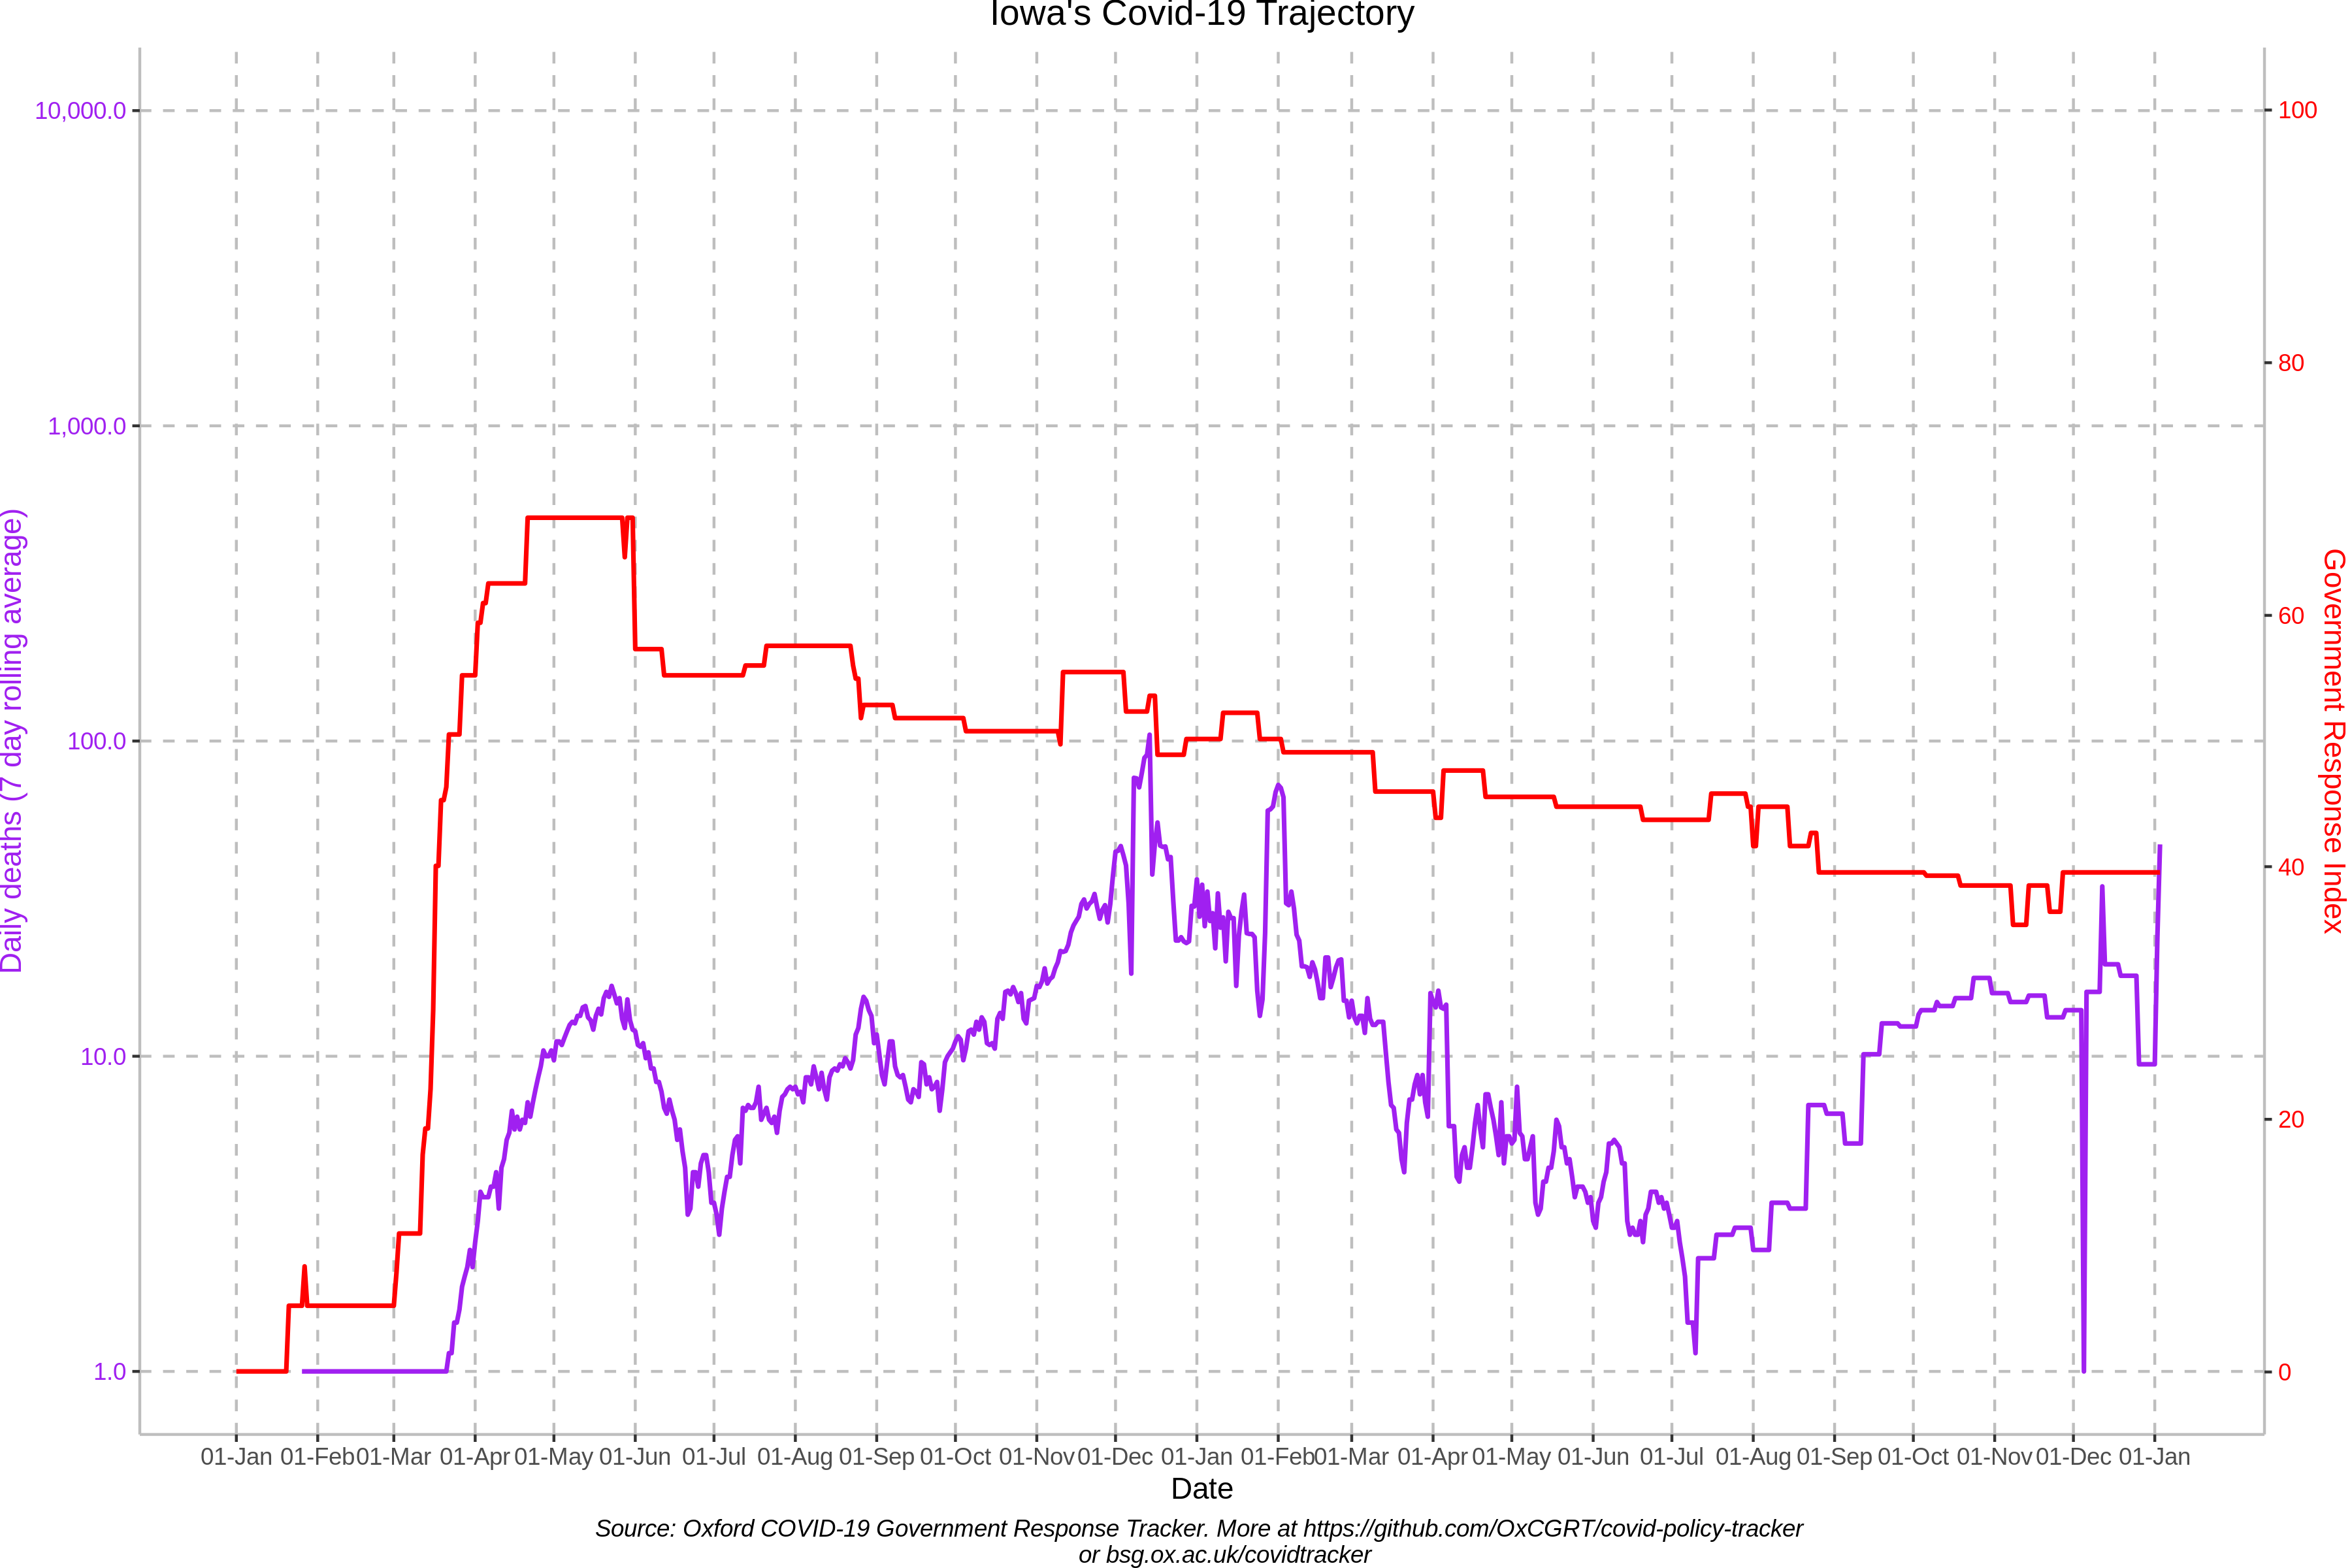 Iowa's Covid-19 Trajectory
10,000.0
1,000.0
100.0
10.0
1.0
Daily deaths (7 day rolling average)
100
80
60
40
20
0
Government Response Index
01-Jan 01-Feb 01-Mar 01-Apr 01-May 01-Jun 01-Jul 01-Aug 01-Sep 01-Oct 01-Nov 01-Dec 01-Jan 01-Feb 01-Mar 01-Apr 01-May 01-Jun 01-Jul 01-Aug 01-Sep 01-Oct 01-Nov 01-Dec 01-Jan
Date
Source: Oxford COVID-19 Government Response Tracker. More at https://github.com/OxCGRT/covid-policy-tracker
or bsg.ox.ac.uk/covidtracker